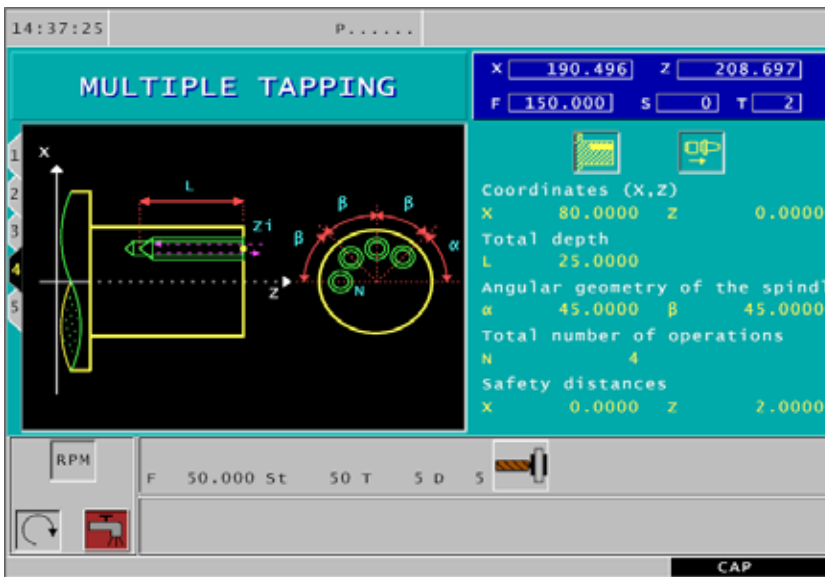 14:37:25 P......
MULTIPLE TAPPING
X 190.496 Z 208.697
F 150.000 S 0 T 2
1
2
3
4
5
X
L
Zi
Z
β β
β α
N
Coordinates (X,Z)
X 80.0000 Z 0.0000
Total depth
L 25.0000
Angular geometry of the spindl
α 45.0000 β 45.0000
Total number of operations
N 4
Safety distances
X 0.0000 Z 2.0000
RPM
F 50.000 St 50 T 5 D 5
CAP